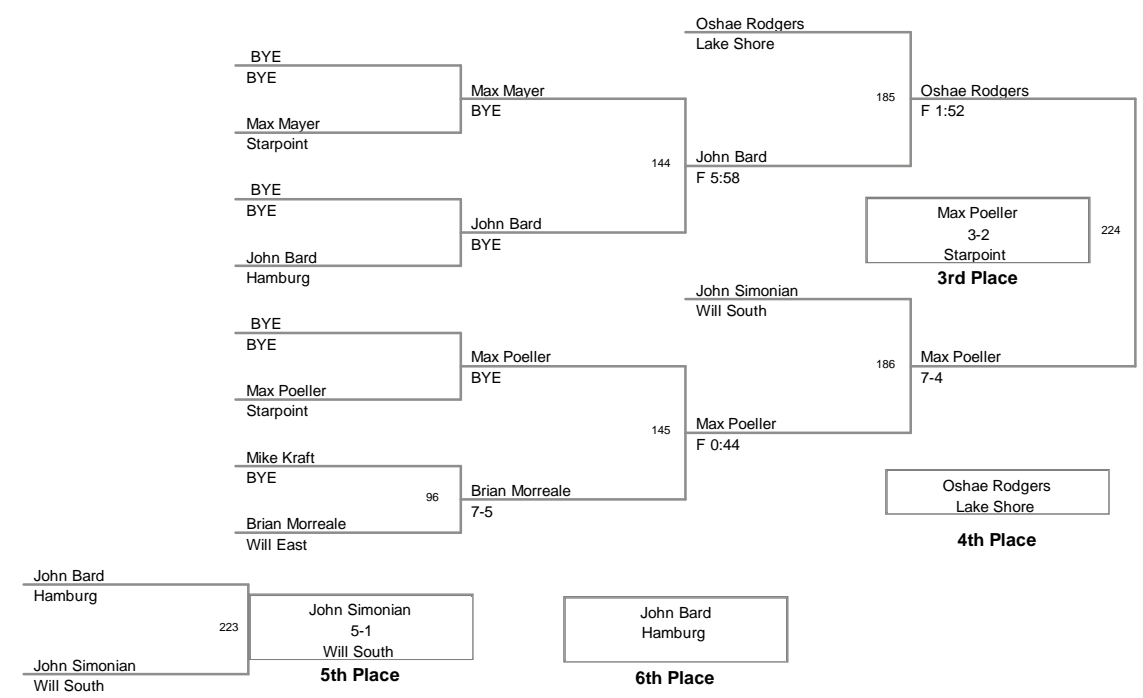 Oshae Rodgers
Lake Shore
BYE
BYE
Max Mayer
BYE
185
Oshae Rodgers
F 1:52
Max Mayer
Starpoint
144
John Bard
F 5:58
BYE
BYE
John Bard
BYE
Max Poeller
3-2
Starpoint
224
3rd Place
John Bard
Hamburg
John Simonian
Will South
BYE
BYE
Max Poeller
BYE
186
Max Poeller
7-4
Max Poeller
Starpoint
145
Max Poeller
F 0:44
Mike Kraft
BYE
96
Brian Morreale
7-5
Oshae Rodgers
Lake Shore
4th Place
Brian Morreale
Will East
John Bard
Hamburg
223
John Simonian
5-1
Will South
5th Place
John Bard
Hamburg
6th Place
John Simonian
Will South